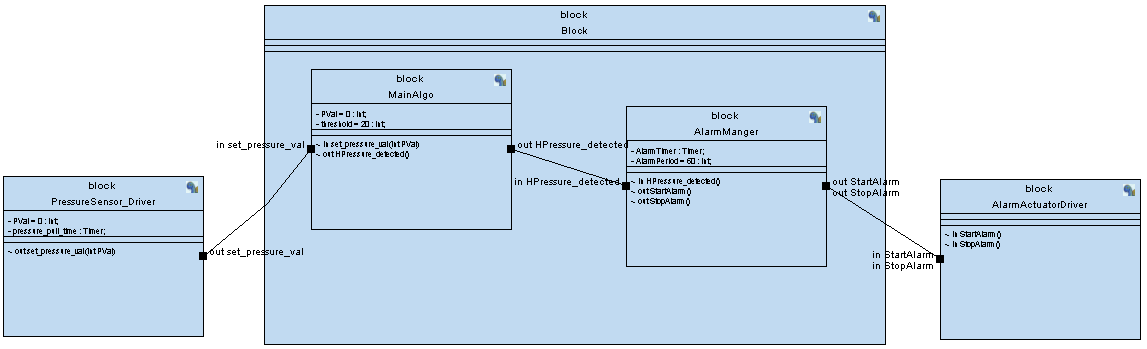 block
Block
block
MainAlgo
- PVal = 0 : int;
- threshold = 20 : int;
~ in set_pressure_val(int PVal)
~ out HPressure_detected()
in set_pressure_val
out HPressure_detected
block
AlarmManger
- AlarmTimer : Timer;
- AlarmPeriod = 60 : int;
~ in HPressure_detected()
~ out StartAlarm()
~ out StopAlarm()
in HPressure_detected
out StartAlarm
out StopAlarm
block
PressureSensor_Driver
- PVal = 0 : int;
- pressure_pull_time : Timer;
~ out set_pressure_val(int PVal)
out set_pressure_val
block
AlarmActuatorDriver
~ in StartAlarm()
~ in StopAlarm()
in StartAlarm
in StopAlarm